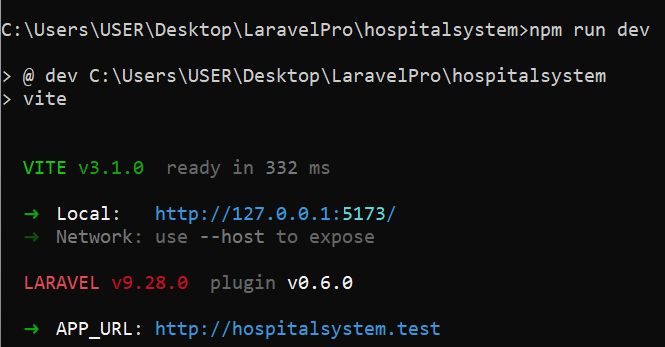 C:\Users\USER\Desktop\LaravelPro\hospitalsystem>npm run dev
> @ dev C:\Users\USER\Desktop\LaravelPro\hospitalsystem
> vite
VITE v3.1.0  ready in 332 ms
➜  Local:   http://127.0.0.1:5173/
➜  Network: use --host to expose
LARAVEL v9.28.0  plugin v0.6.0
➜  APP_URL: http://hospitalsystem.test